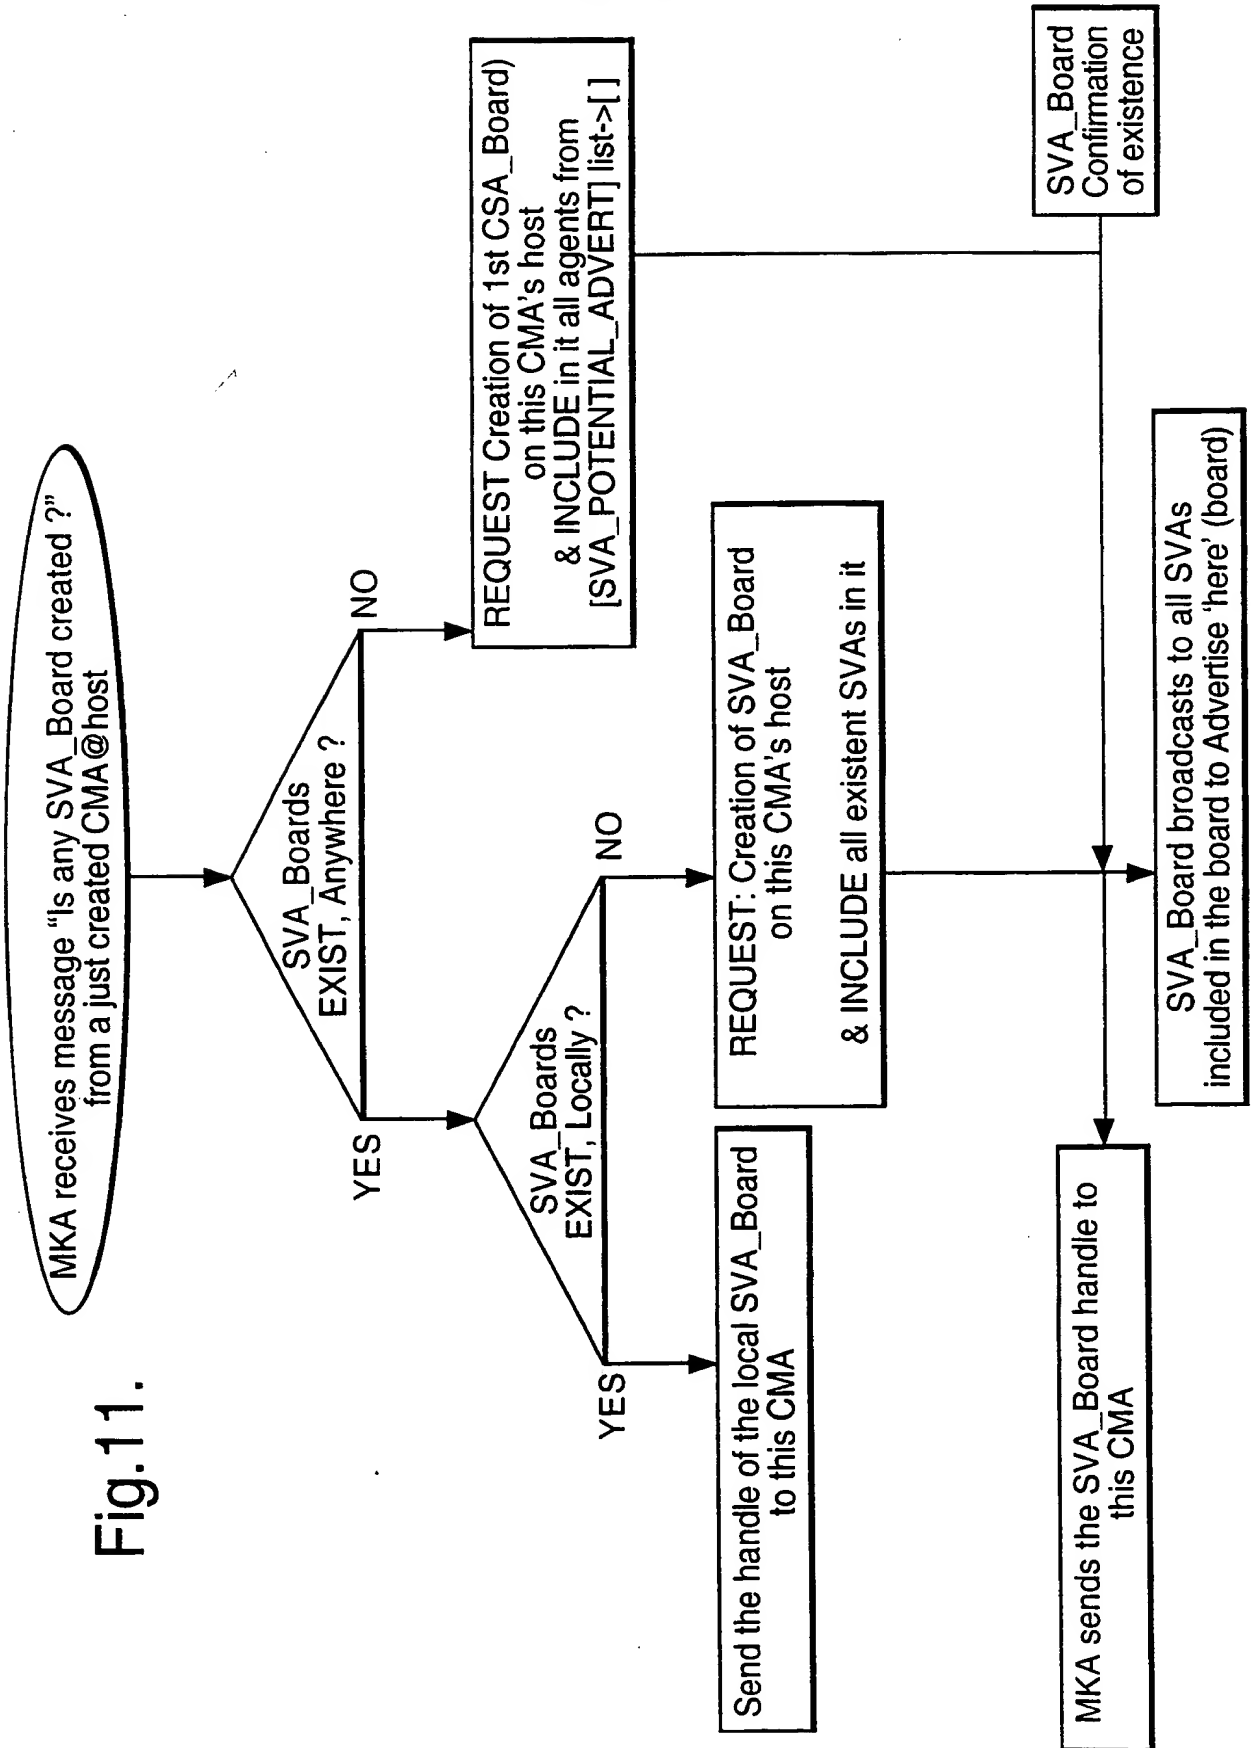 Fig.11.
MKA receives message "Is any SVA_Board created ?”
from a just created CMA@host
SVA_Boards
EXIST, Anywhere ?
YES
NO
SVA_Boards
EXIST, Locally ?
YES
NO
REQUEST Creation of 1st CSA_Board)
on this CMA's host
& INCLUDE in it all agents from
[SVA_POTENTIAL_ADVERT] list->[ ]
Send the handle of the local SVA_Board
to this CMA
REQUEST: Creation of SVA_Board
on this CMA's host
& INCLUDE all existent SVAs in it
SVA_Board
Confirmation
of existence
MKA sends the SVA_Board handle to
this CMA
SVA_Board broadcasts to all SVAs
included in the board to Advertise 'here' (board)